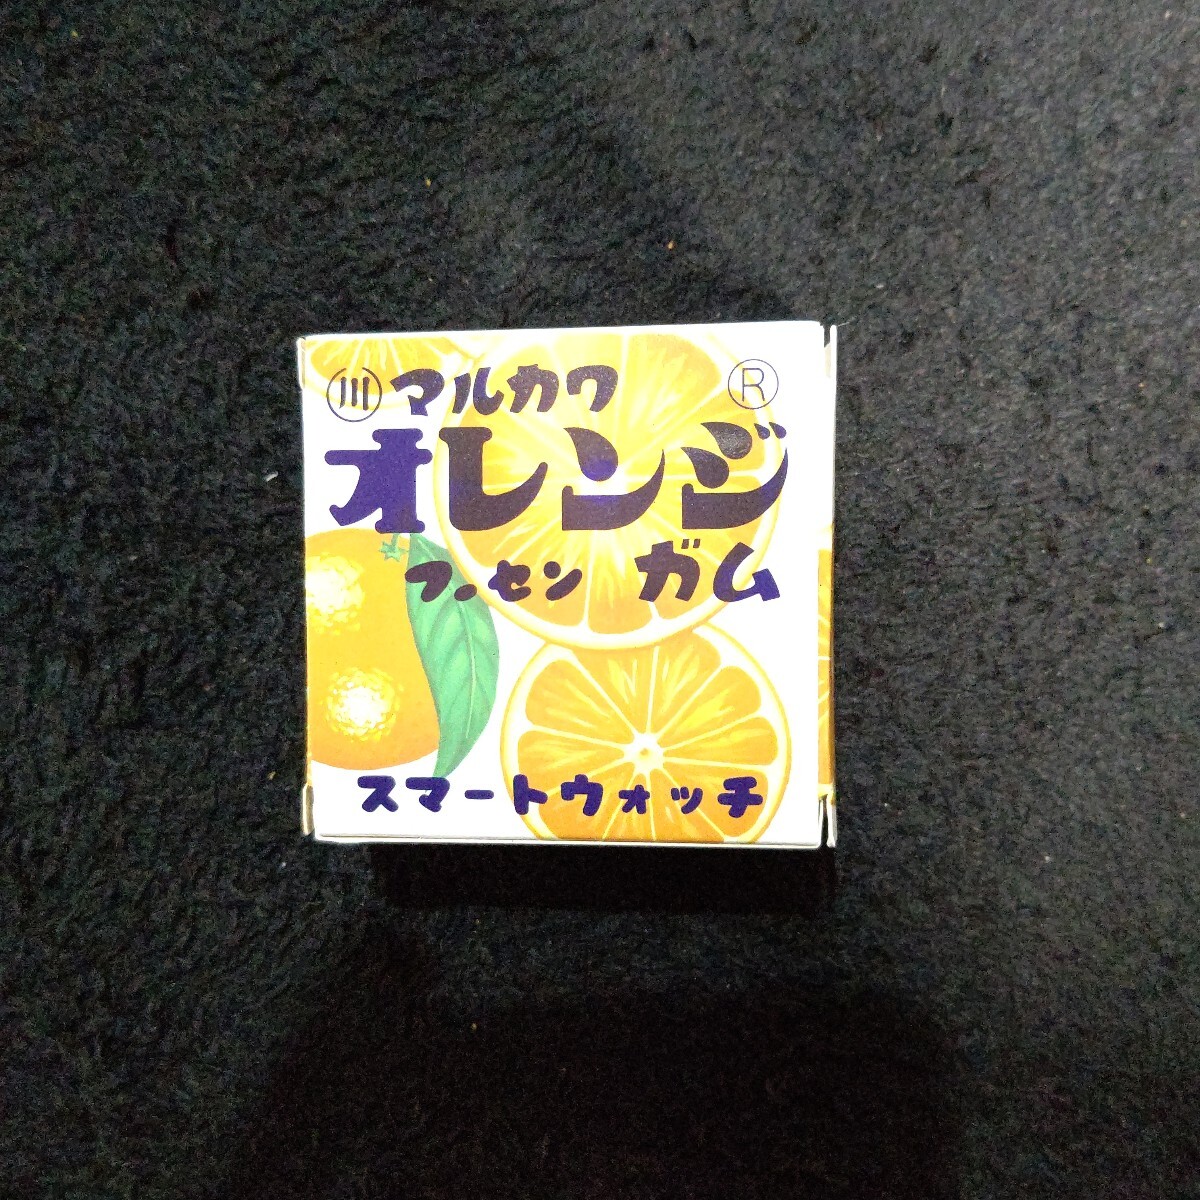 川 マルカワ ®
オレンジ
フーセン ガム
スマートウォッチ